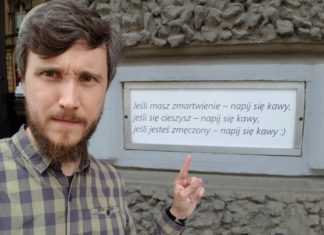 Jeśli masz zmartwienie – napij się kawy,
jeśli się cieszysz – napij się kawy,
jeśli jesteś zmęczony – napij się kawy :)